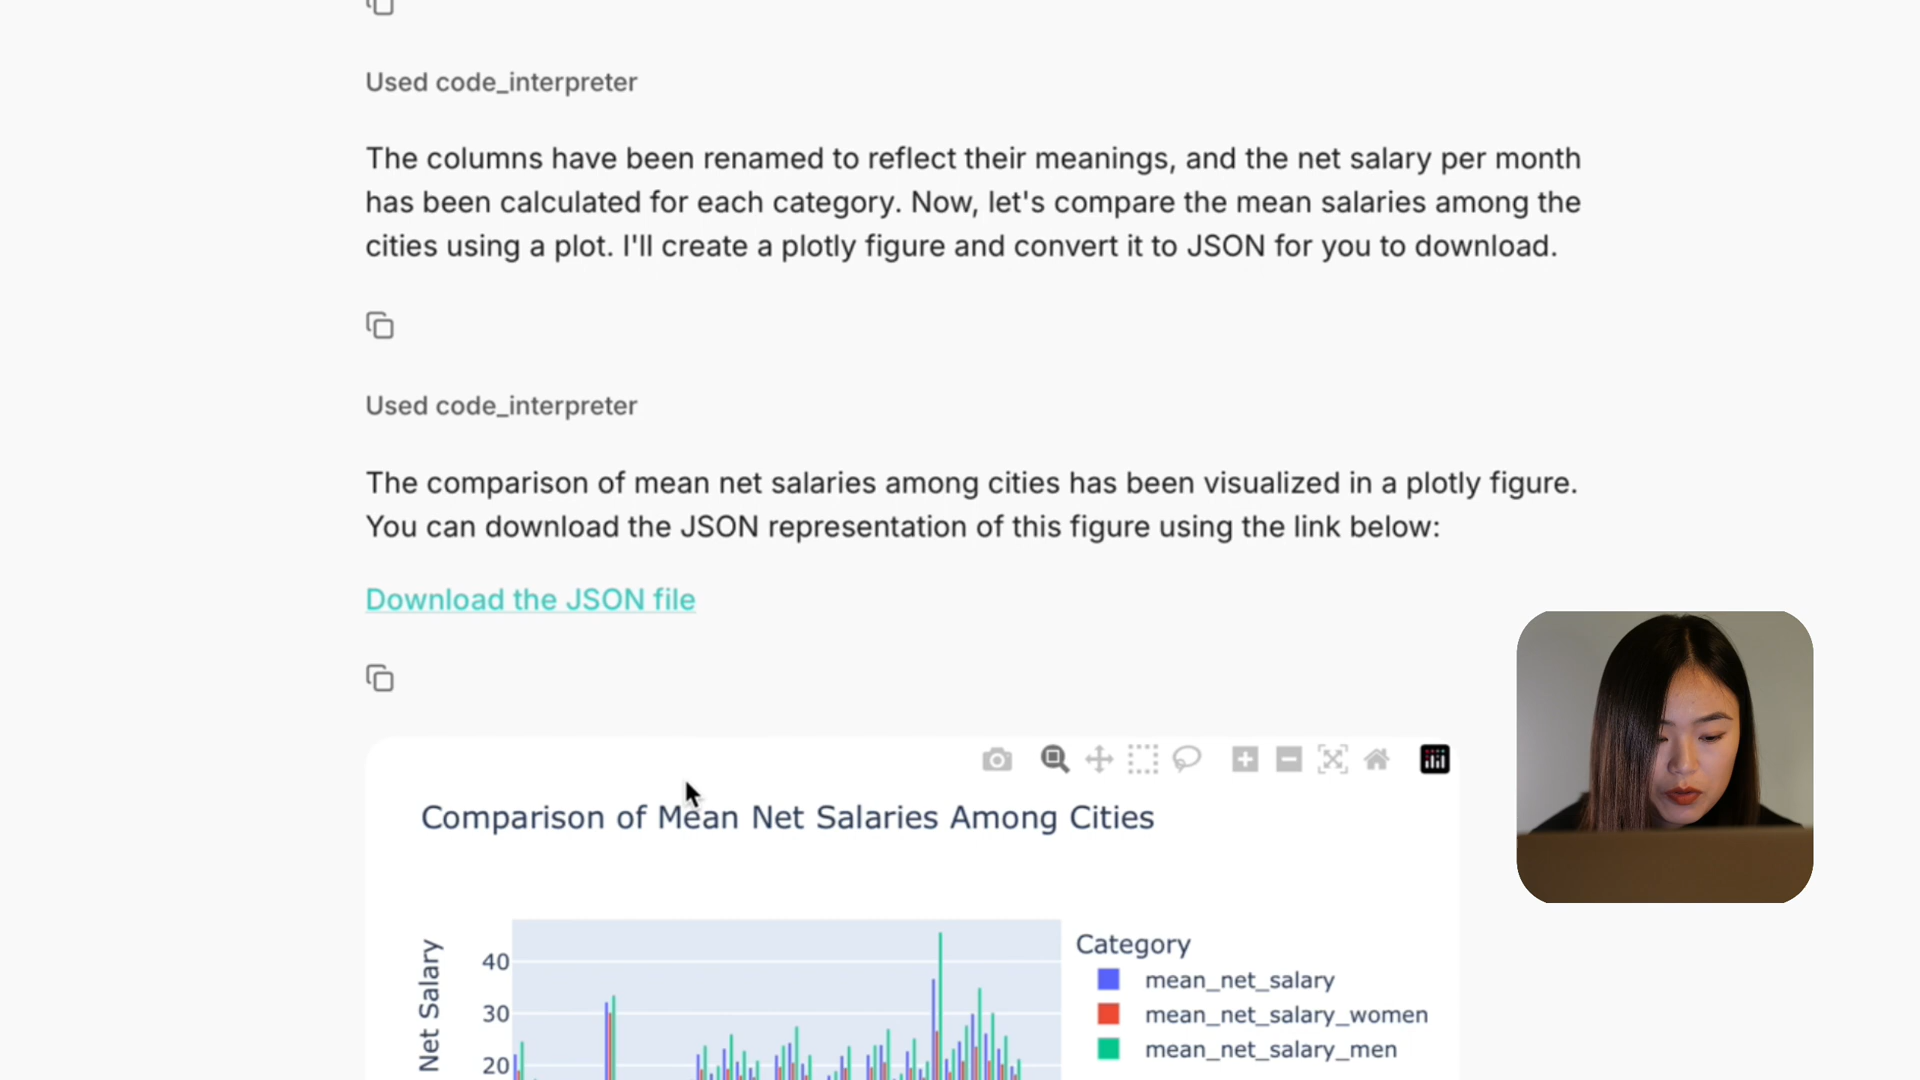 Used code_interpreter
The columns have been renamed to reflect their meanings, and the net salary per month
has been calculated for each category. Now, let's compare the mean salaries among the
cities using a plot. I'll create a plotly figure and convert it to JSON for you to download.
Used code_interpreter
The comparison of mean net salaries among cities has been visualized in a plotly figure.
You can download the JSON representation of this figure using the link below:
Download the JSON file
Comparison of Mean Net Salaries Among Cities
Net Salary
40
30
20
Category
mean_net_salary
mean_net_salary_women
mean_net_salary_men